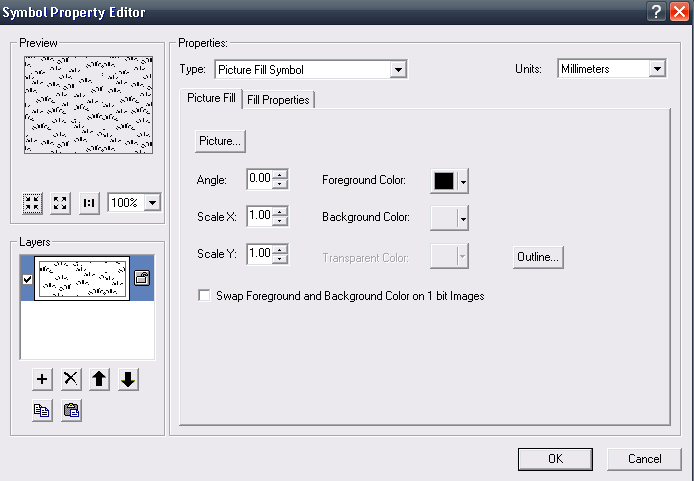 Symbol Property Editor
Preview
100%
Layers
Properties:
Type: Picture Fill Symbol Units: Millimeters
Picture Fill Fill Properties
Picture...
Angle: 0.00 Foreground Color:
Scale X: 1.00 Background Color:
Scale Y: 1.00 Transparent Color: Outline...
Swap Foreground and Background Color on 1 bit Images
OK Cancel